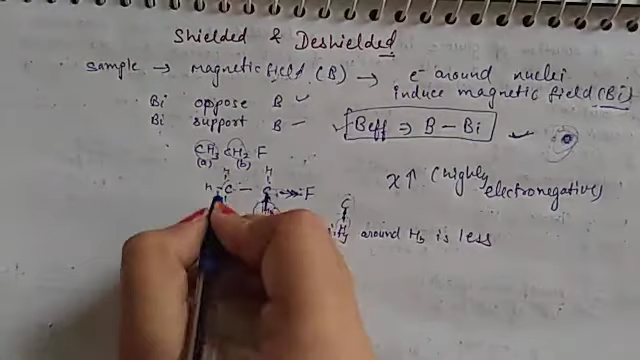 Shielded & Deshielded
Sample → Magnetic field (B) → e⁻ around nuclei
induce magnetic field (Bi)
Bi oppose B ✓
Bi support B –
Beff ⇒ B – Bi ✓
CH3 CH2 F
(a) (b)
H H
H – C – C → F
C
H
x ↑ (highly
electronegative)
around Hb is less